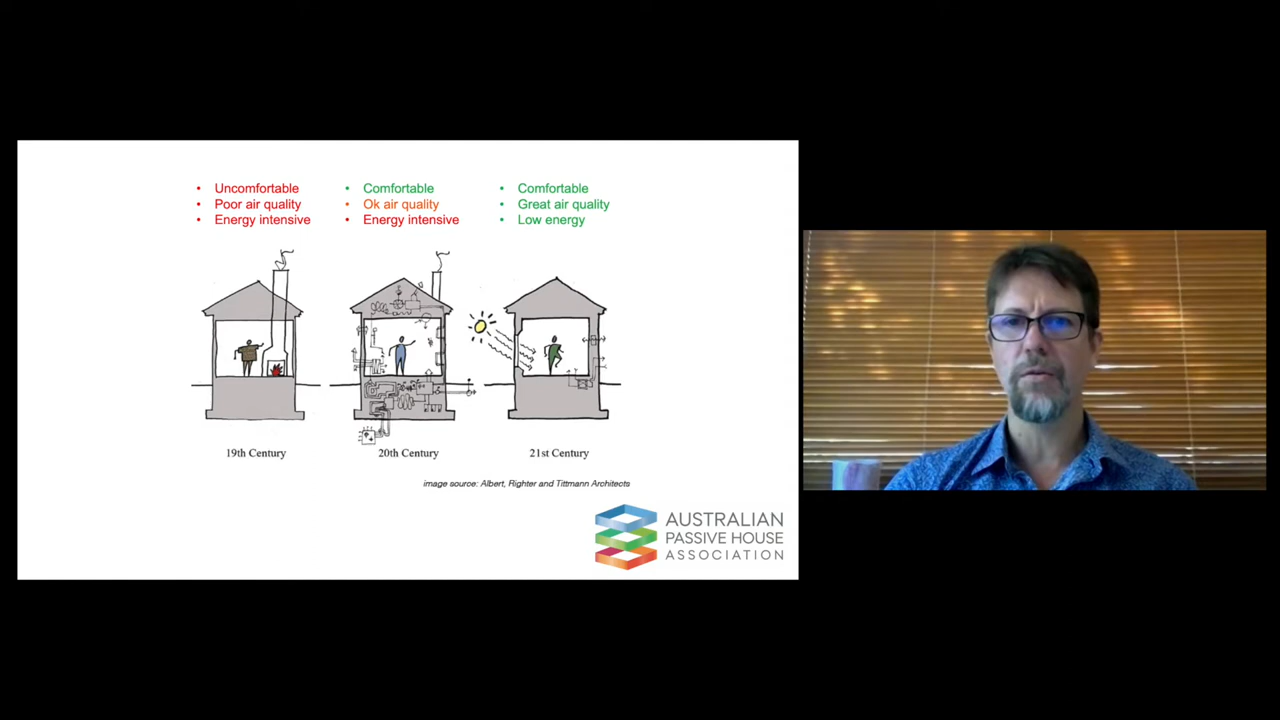 • Uncomfortable
• Poor air quality
• Energy intensive
• Comfortable
• Ok air quality
• Energy intensive
• Comfortable
• Great air quality
• Low energy
19th Century
20th Century
21st Century
image source: Albert, Righter and Tittmann Architects
AUSTRALIAN
PASSIVE HOUSE
ASSOCIATION